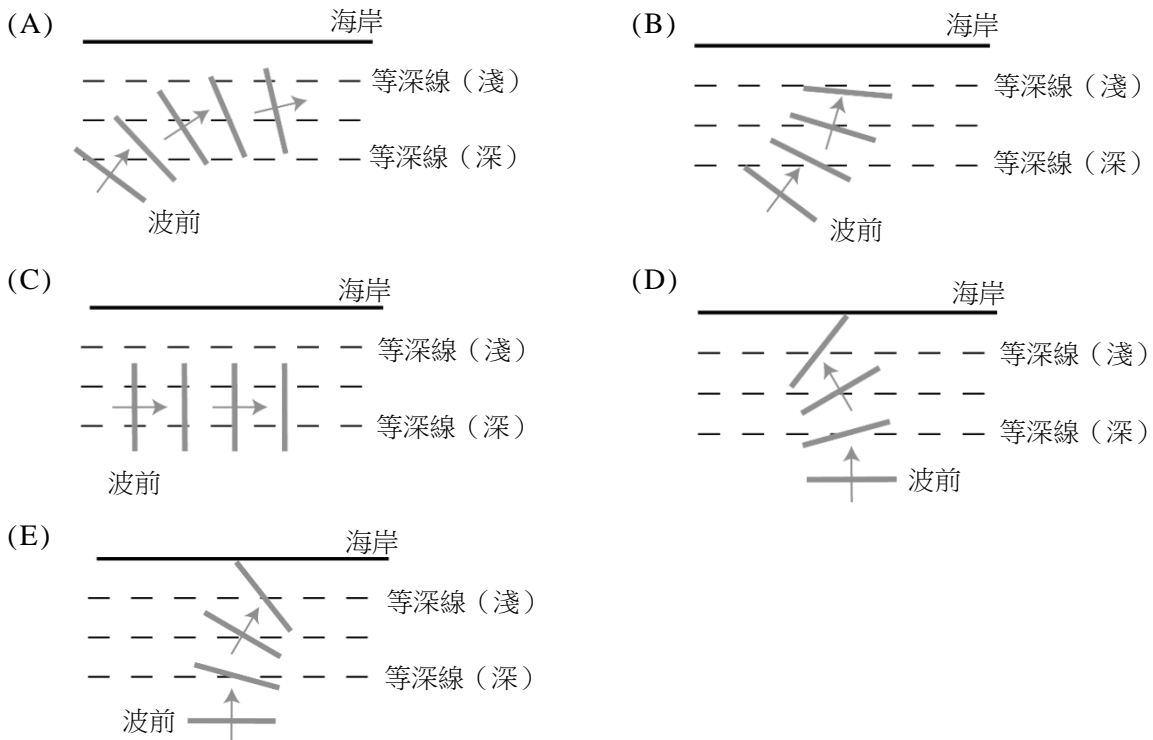 (A)
海岸
等深線（淺）
等深線（深）
波前
(B)
海岸
等深線（淺）
等深線（深）
波前
(C)
海岸
等深線（淺）
等深線（深）
波前
(D)
海岸
等深線（淺）
等深線（深）
波前
(E)
海岸
等深線（淺）
等深線（深）
波前